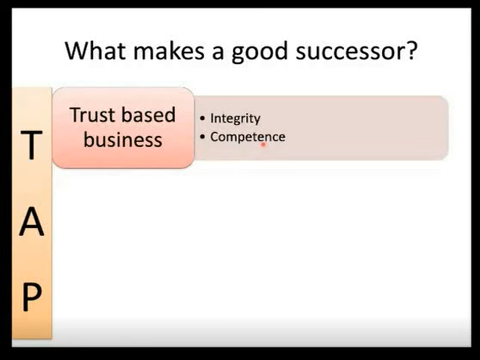 What makes a good successor?
T
A
P
Trust based
business
• Integrity
• Competence